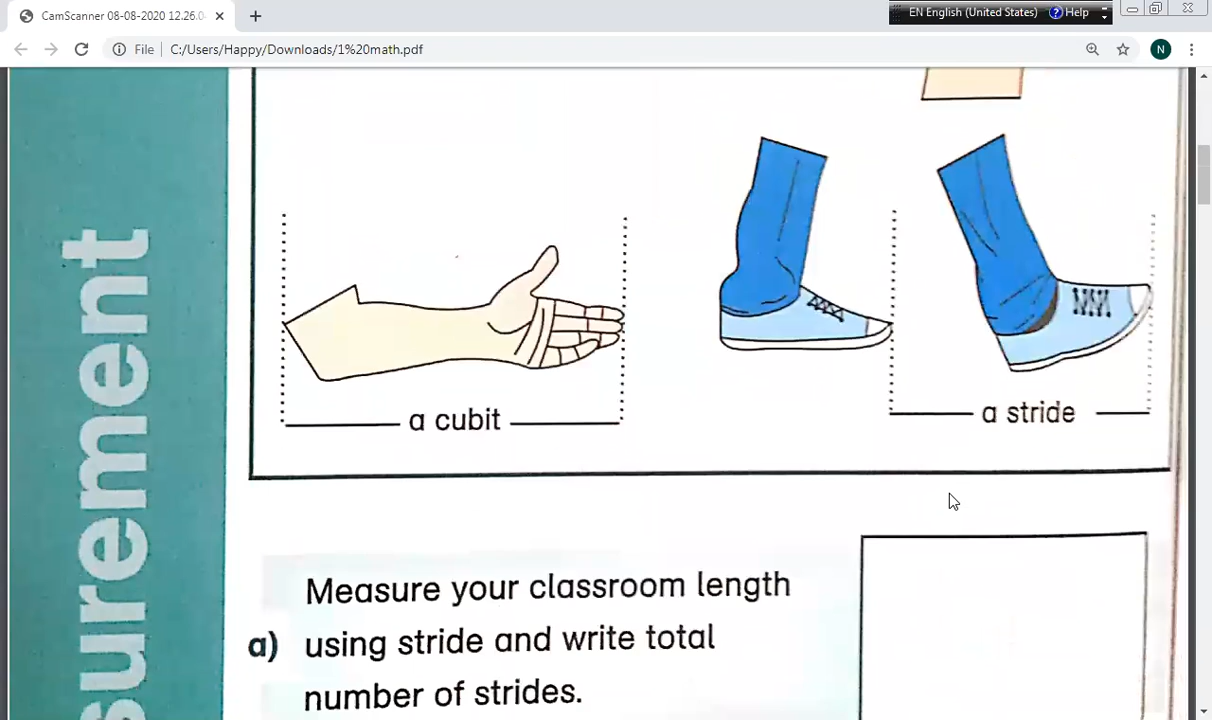 CamScanner 08-08-2020 12.26.0
EN English (United States) Help
File C:/Users/Happy/Downloads/1%20math.pdf N
surement
a cubit
a stride
Measure your classroom length
a) using stride and write total
number of strides.